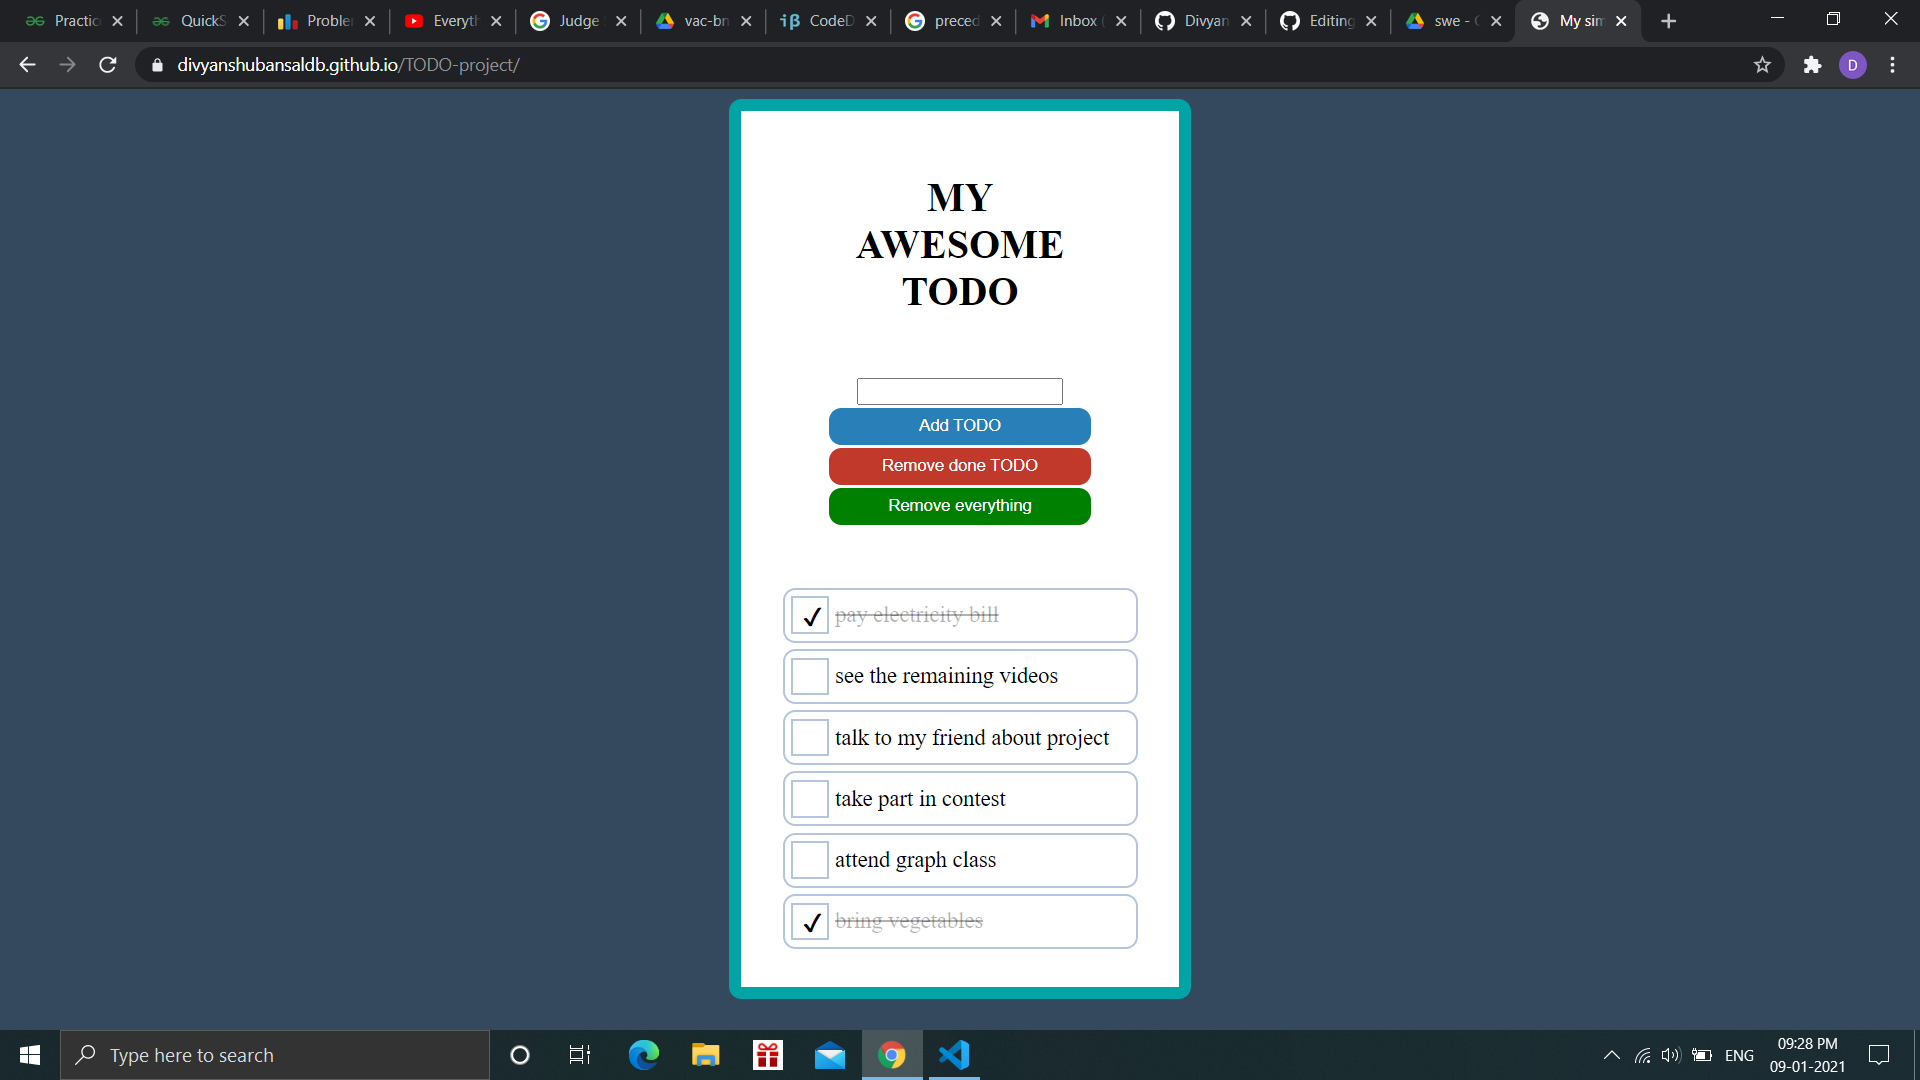 Practic
QuickS
Probler
Everyth
Judge
vac-bn
CodeD
preced
Inbox (
Divyan
Editing
swe - G
My sim
divyanshubansaldb.github.io/TODO-project/
D
MY
AWESOME
TODO
Add TODO
Remove done TODO
Remove everything
pay electricity bill
see the remaining videos
talk to my friend about project
take part in contest
attend graph class
bring vegetables
Type here to search
ENG
09:28 PM
09-01-2021